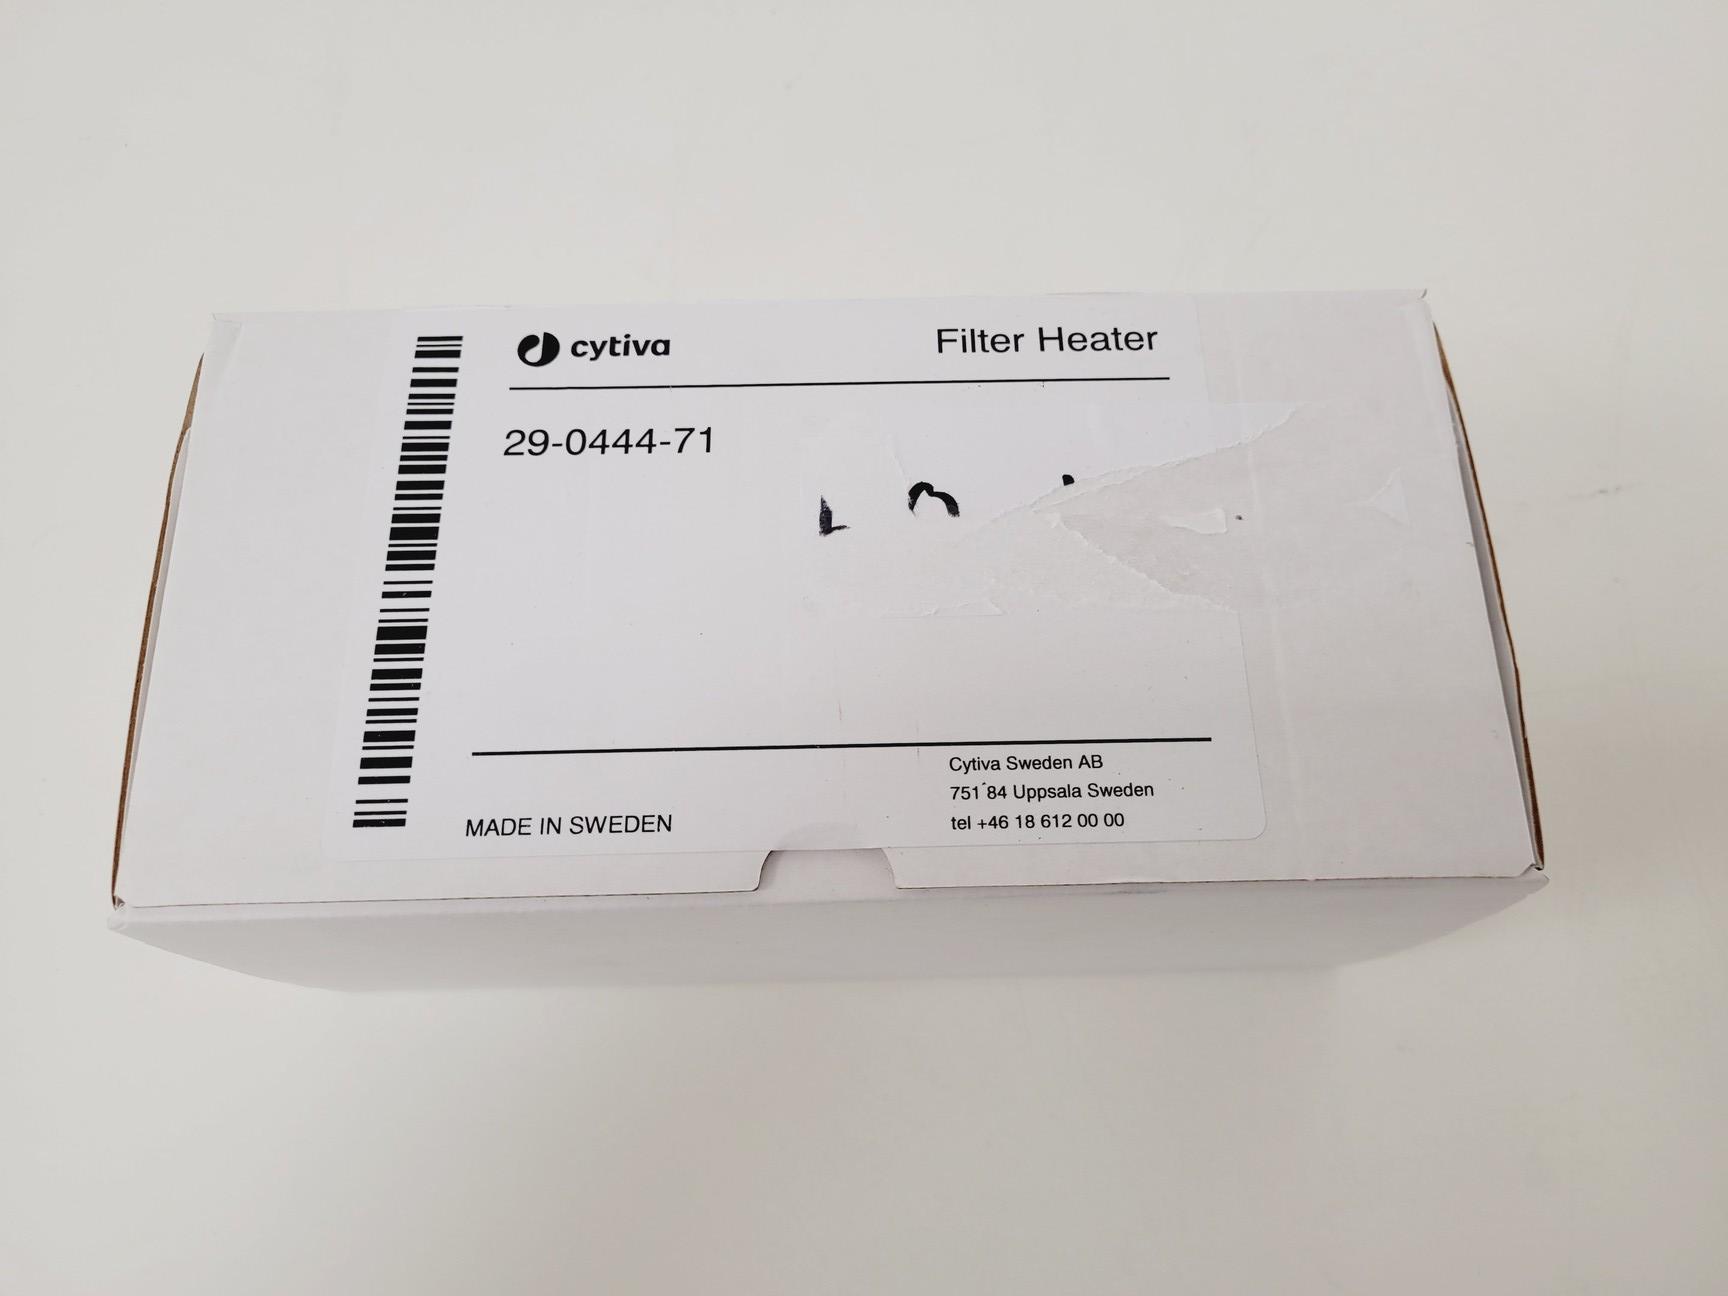 cytiva
Filter Heater
29-0444-71
MADE IN SWEDEN
Cytiva Sweden AB
751 84 Uppsala Sweden
tel +46 18 612 00 00